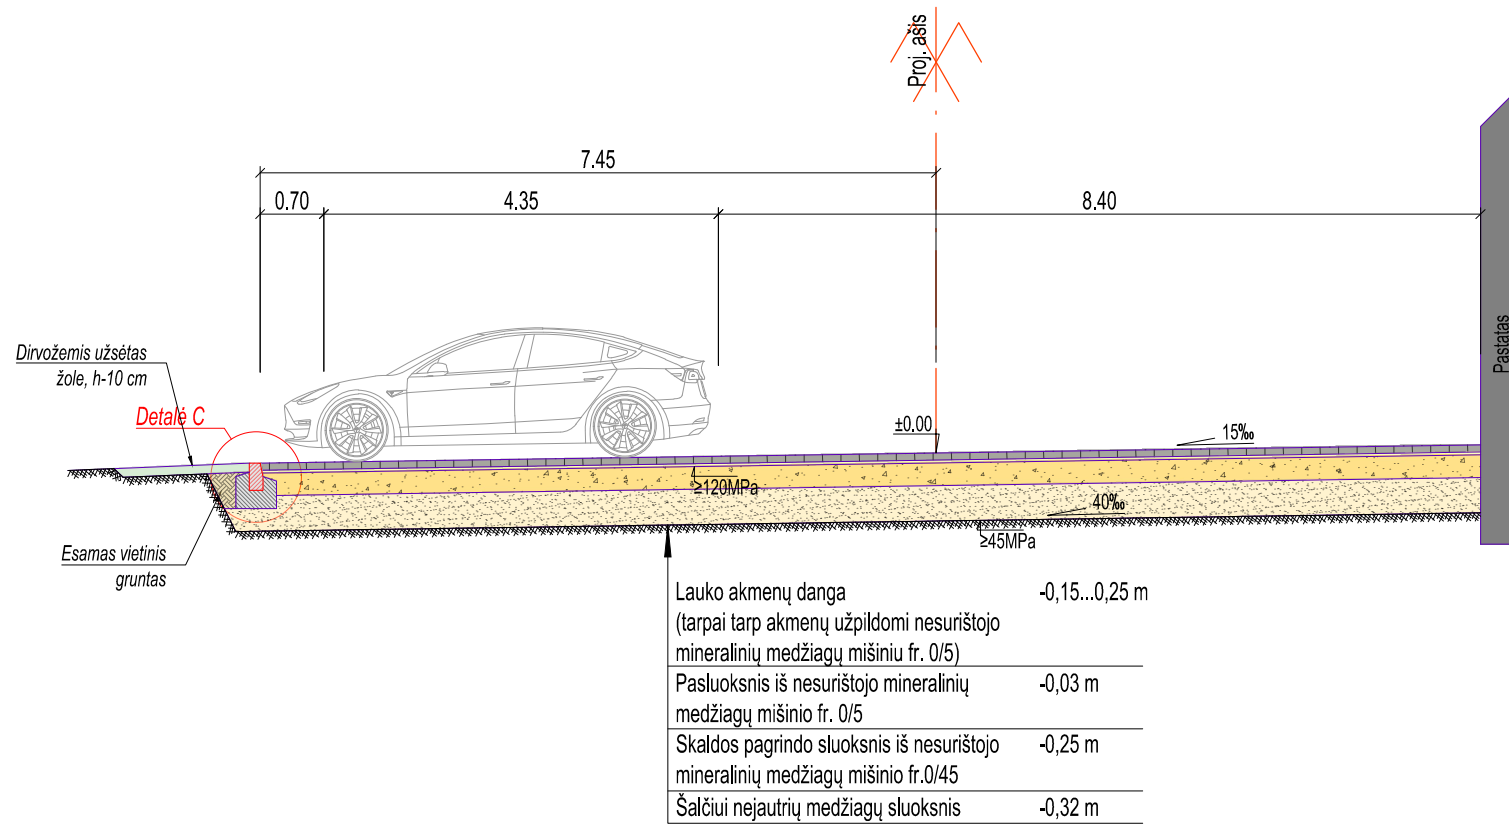 Proj. ašis
7.45
0.70
4.35
8.40
Dirvožemis užsėtas
žole, h-10 cm
Detalė C
±0.00
15‰
Pastatas
≥120MPa
40‰
≥45MPa
Esamas vietinis
gruntas
Lauko akmenų danga -0,15...0,25 m
(tarpai tarp akmenų užpildomi nesurištojo
mineralinių medžiagų mišiniu fr. 0/5)
Pasluoksnis iš nesurištojo mineralinių -0,03 m
medžiagų mišinio fr. 0/5
Skaldos pagrindo sluoksnis iš nesurištojo -0,25 m
mineralinių medžiagų mišinio fr.0/45
Šalčiui nejautrių medžiagų sluoksnis -0,32 m